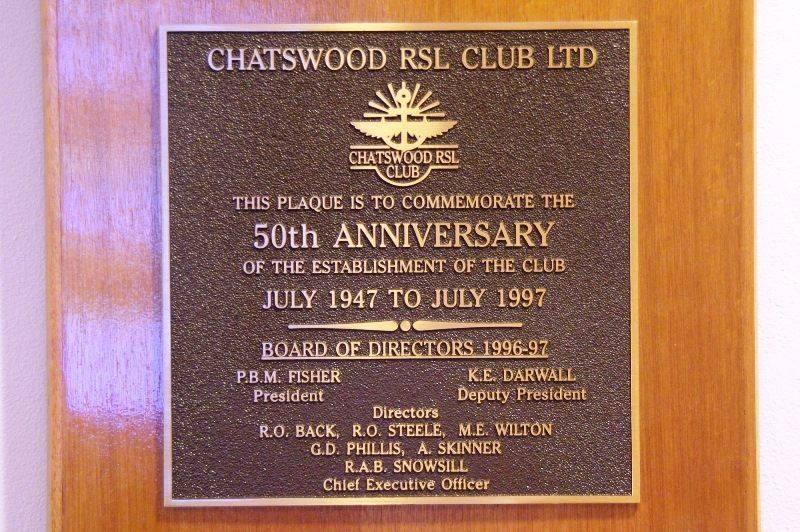 CHATSWOOD RSL CLUB LTD
CHATSWOOD RSL
CLUB
THIS PLAQUE IS TO COMMEMORATE THE
50th ANNIVERSARY
OF THE ESTABLISHMENT OF THE CLUB
JULY 1947 TO JULY 1997
BOARD OF DIRECTORS 1996-97
P.B.M. FISHER K.E. DARWALL
President Deputy President
Directors
R.O. BACK, R.O. STEELE, M.E. WILTON
G.D. PHILLIS, A. SKINNER
R.A.B. SNOWSILL
Chief Executive Officer